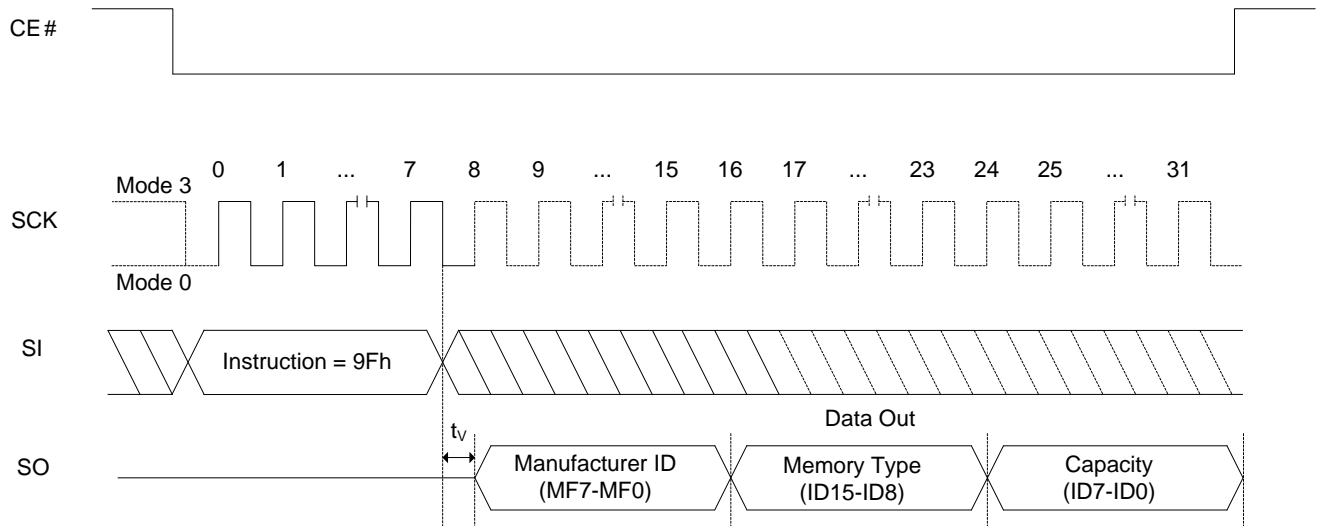 CE#
0 1 ... 7 8 9 ... 15 16 17 ... 23 24 25 ... 31
Mode 3
SCK
Mode 0
SI
Instruction = 9Fh
Data Out
tV
SO
Manufacturer ID
(MF7-MF0)
Memory Type
(ID15-ID8)
Capacity
(ID7-ID0)